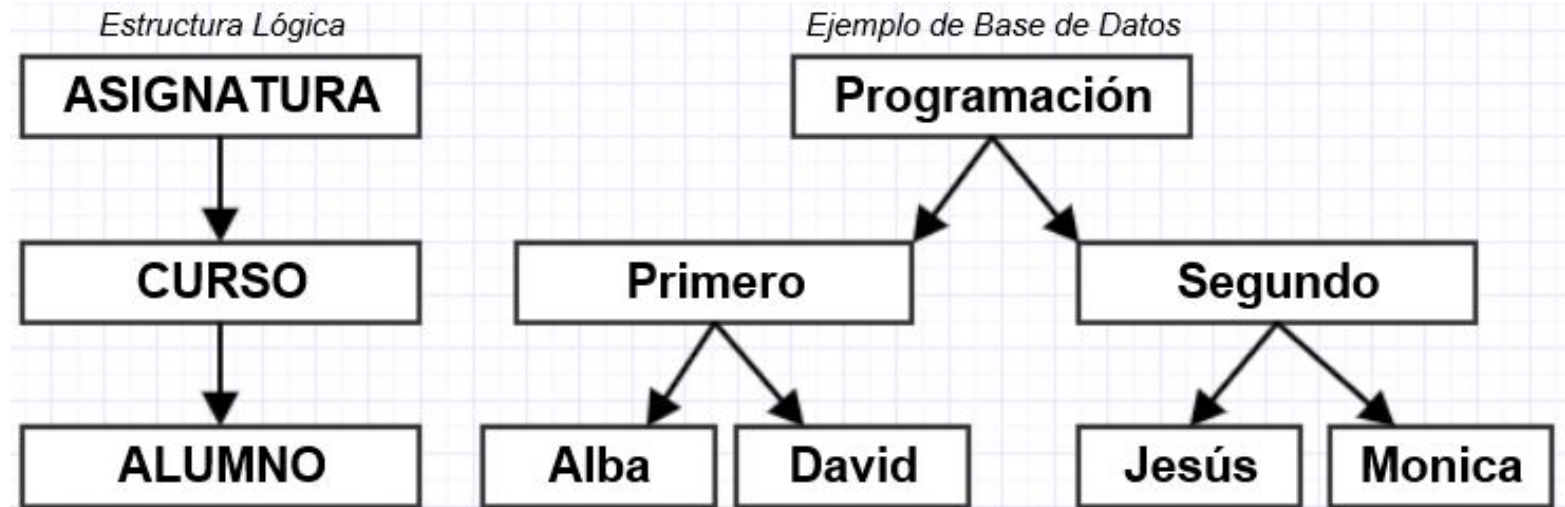 Estructura Lógica
ASIGNATURA
CURSO
ALUMNO
Ejemplo de Base de Datos
Programación
Primero
Segundo
Alba
David
Jesús
Monica